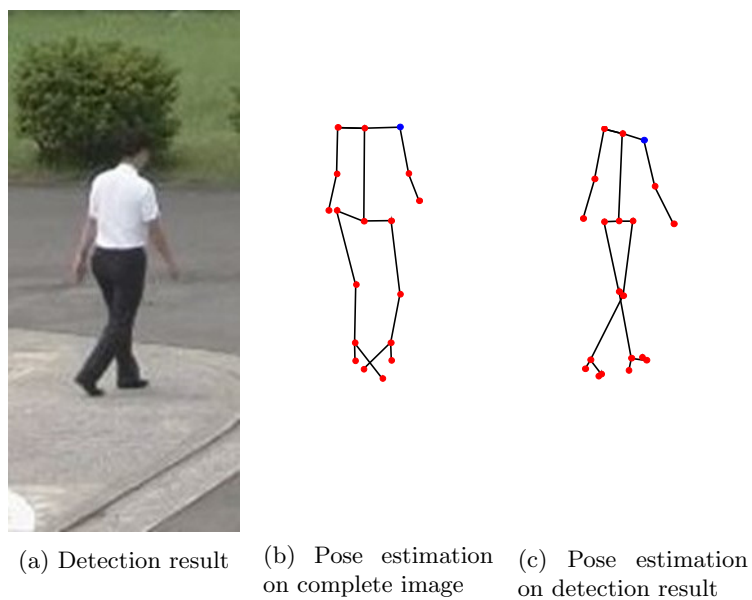 (a) Detection result
(b) Pose estimation
on complete image
(c) Pose estimation
on detection result